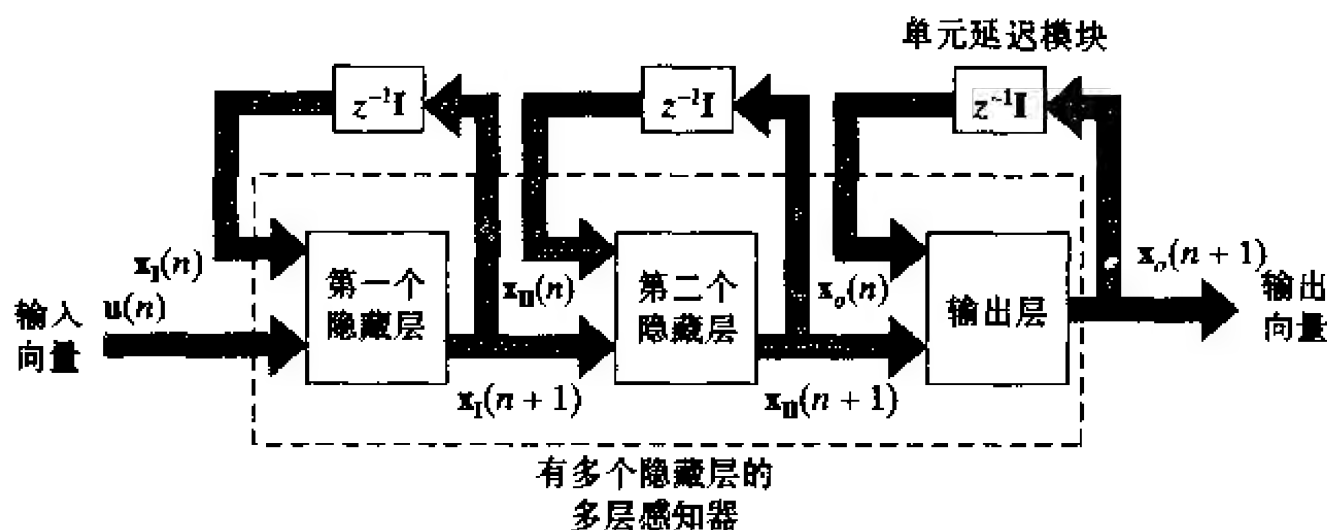 单元延迟模块
z⁻¹I
z⁻¹I
z⁻¹I
x_I(n)
u(n)
输入
向量
第一个
隐藏层
x_I(n + 1)
x_II(n)
第二个
隐藏层
x_II(n + 1)
x_o(n)
输出层
x_o(n + 1)
输出
向量
有多个隐藏层的
多层感知器